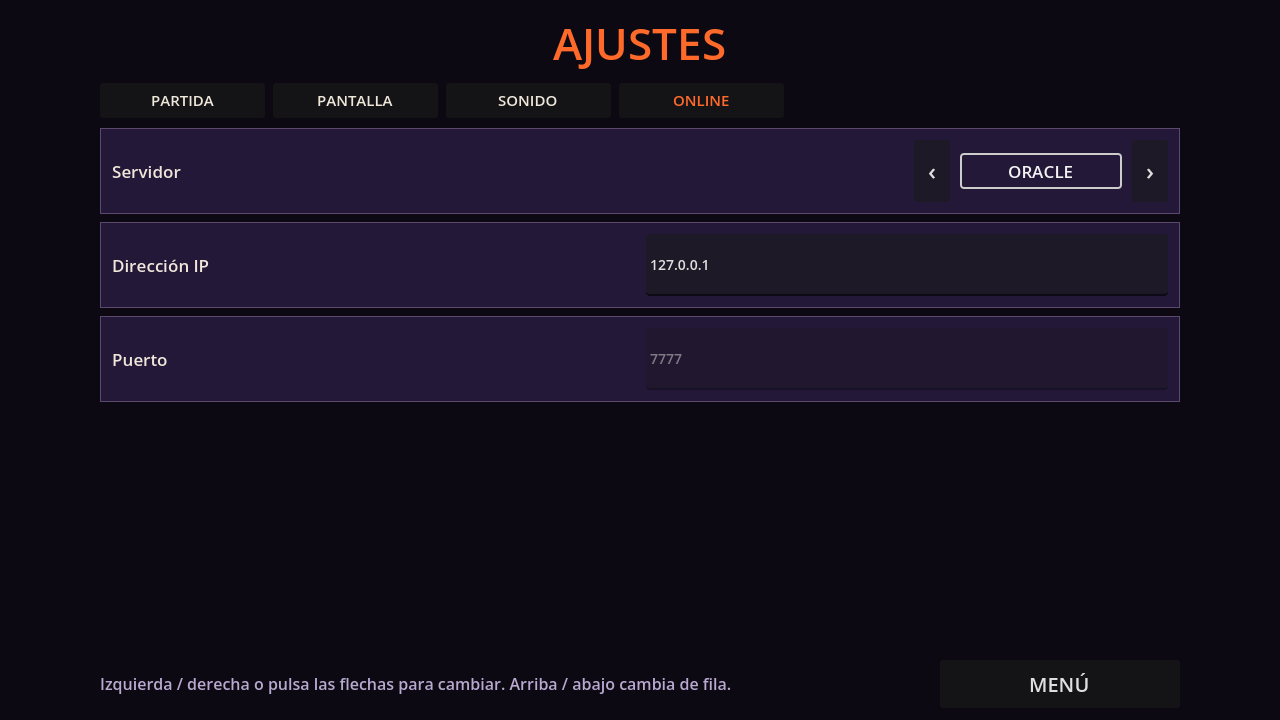 AJUSTES
PARTIDA
PANTALLA
SONIDO
ONLINE
Servidor
‹
ORACLE
›
Dirección IP
127.0.0.1
Puerto
7777
Izquierda / derecha o pulsa las flechas para cambiar. Arriba / abajo cambia de fila.
MENÚ